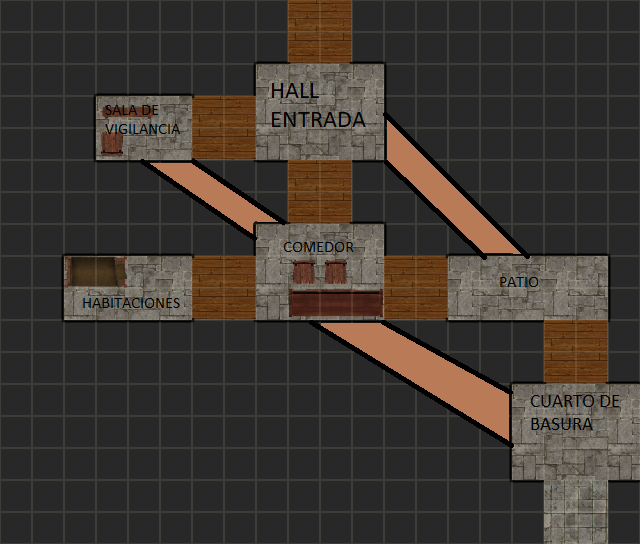 HALL
ENTRADA
SALA DE
VIGILANCIA
COMEDOR
HABITACIONES
PATIO
CUARTO DE
BASURA